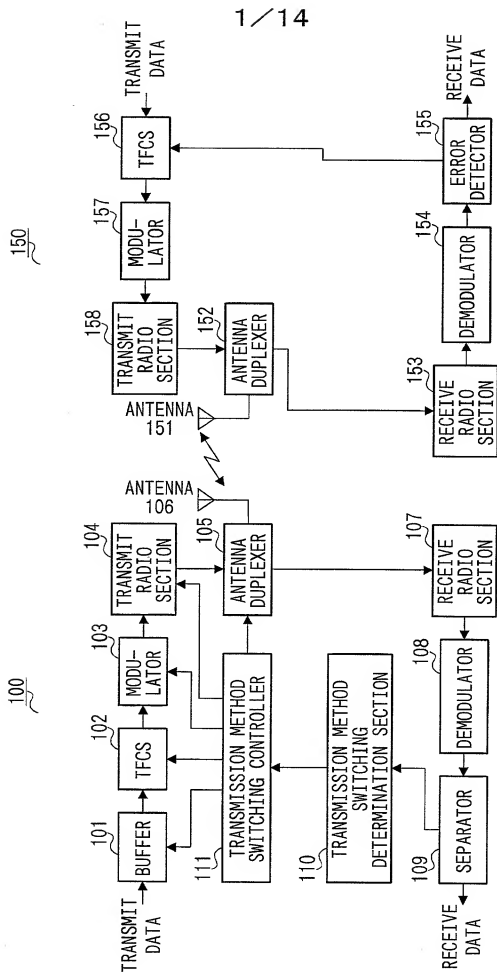 1/14
100
TRANSMIT
DATA
101
BUFFER
102
TFCS
103
MODU-
LATOR
104
TRANSMIT
RADIO
SECTION
111
TRANSMISSION METHOD
SWITCHING CONTROLLER
105
ANTENNA
DUPLEXER
ANTENNA
106
110
TRANSMISSION METHOD
SWITCHING
DETERMINATION SECTION
RECEIVE
DATA
109
SEPARATOR
108
DEMODULATOR
107
RECEIVE
RADIO
SECTION
150
ANTENNA
151
158
TRANSMIT
RADIO
SECTION
157
MODU-
LATOR
156
TFCS
TRANSMIT
DATA
152
ANTENNA
DUPLEXER
153
RECEIVE
RADIO
SECTION
154
DEMODULATOR
155
ERROR
DETECTOR
RECEIVE
DATA